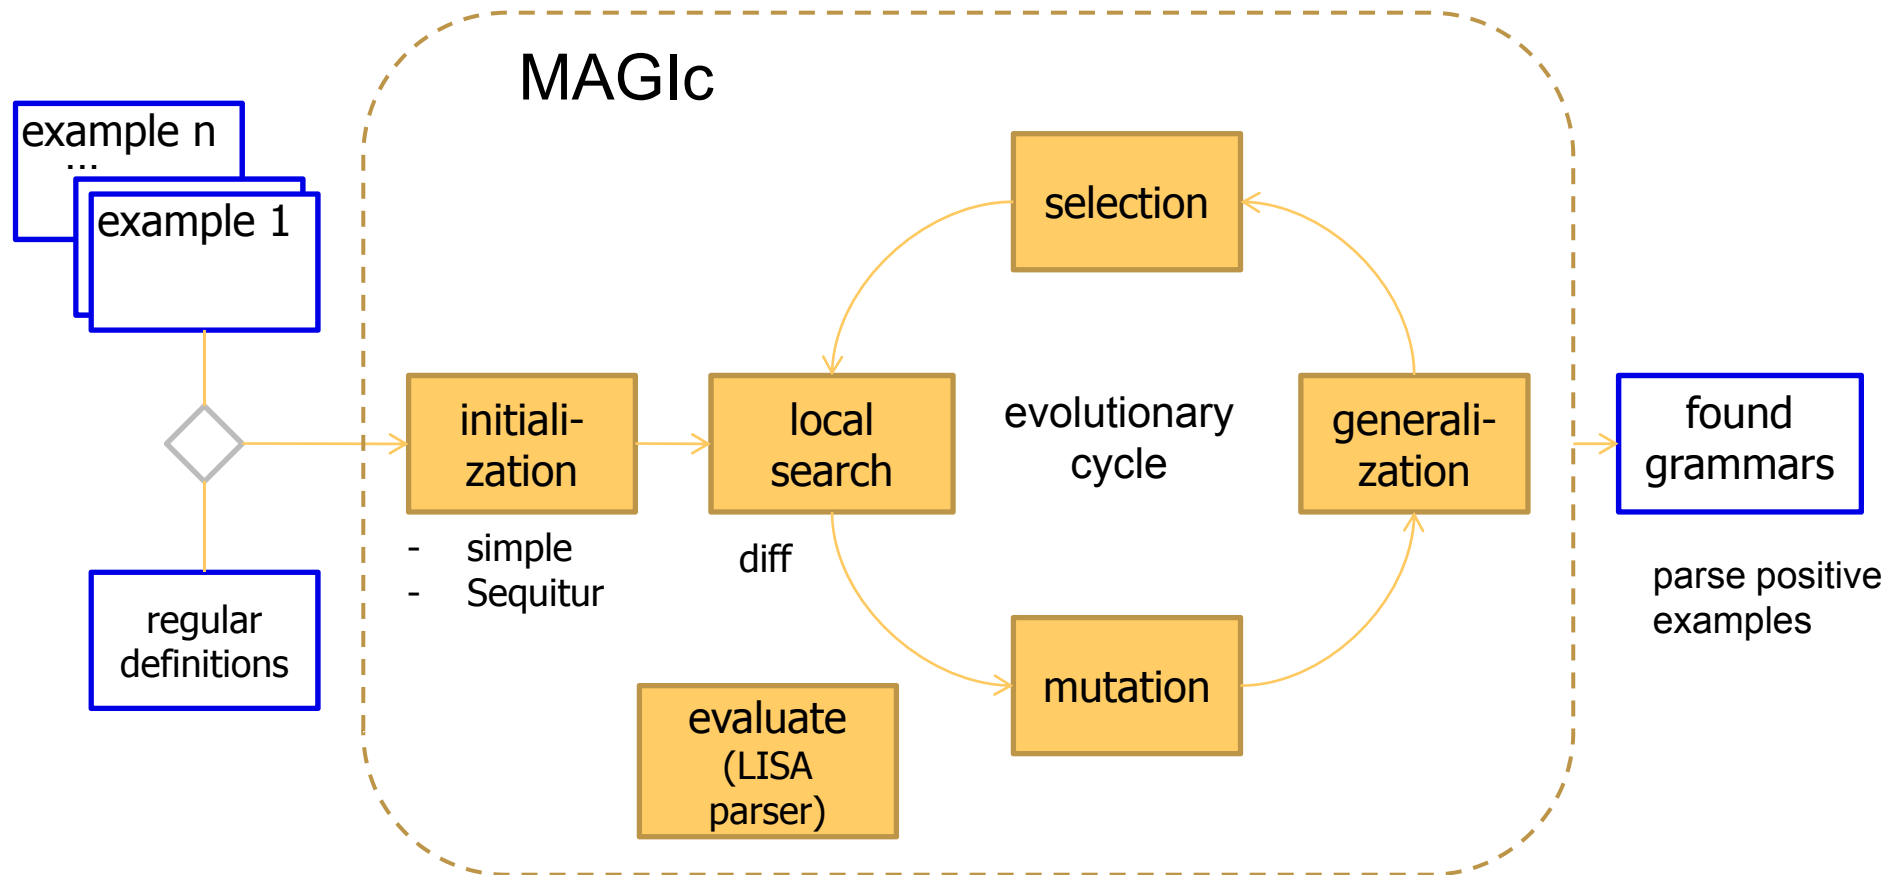 MAGIc
example n
...
example 1
regular
definitions
initiali-
zation
- simple
- Sequitur
local
search
diff
evolutionary
cycle
selection
generali-
zation
mutation
evaluate
(LISA
parser)
found
grammars
parse positive
examples